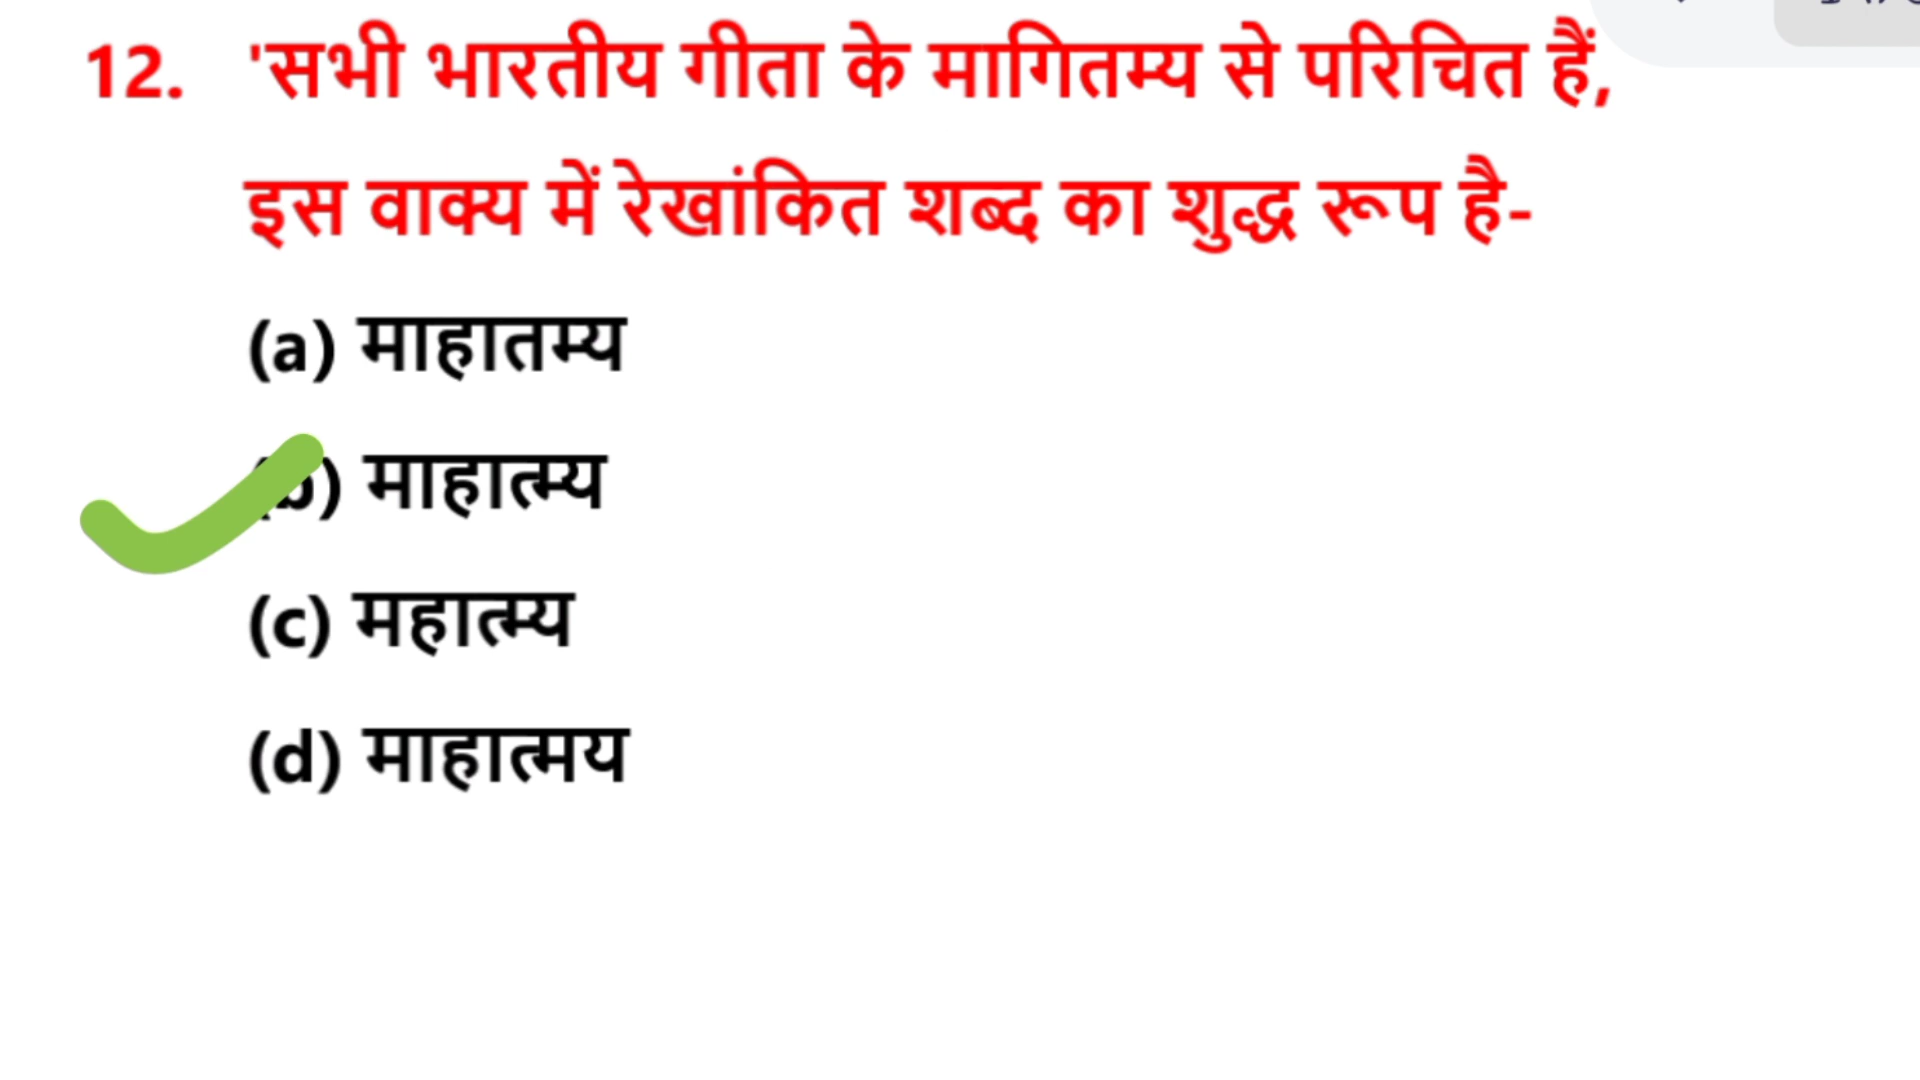 12. 'सभी भारतीय गीता के मागितम्य से परिचित हैं,
इस वाक्य में रेखांकित शब्द का शुद्ध रूप है-
(a) माहातम्य
(b) माहात्म्य
(c) महात्म्य
(d) माहात्मय